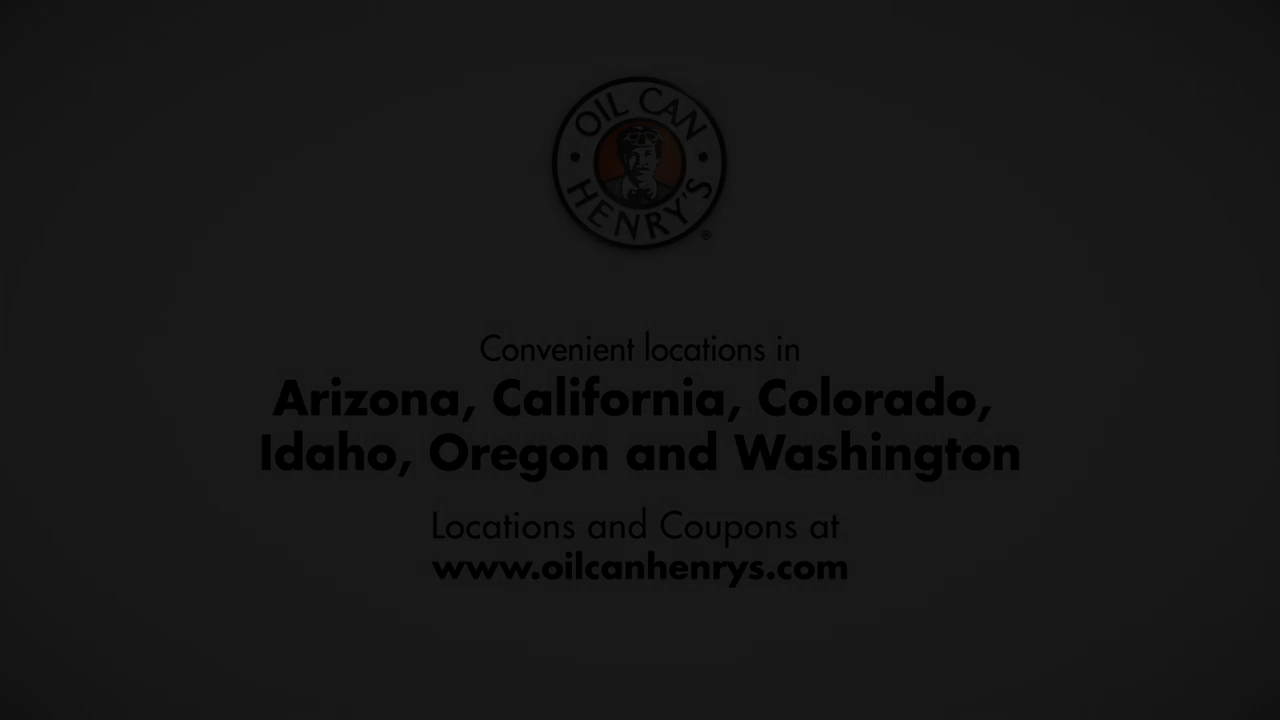 OIL CAN
HENRY'S
®
Convenient locations in
Arizona, California, Colorado,
Idaho, Oregon and Washington
Locations and Coupons at
www.oilcanhenrys.com